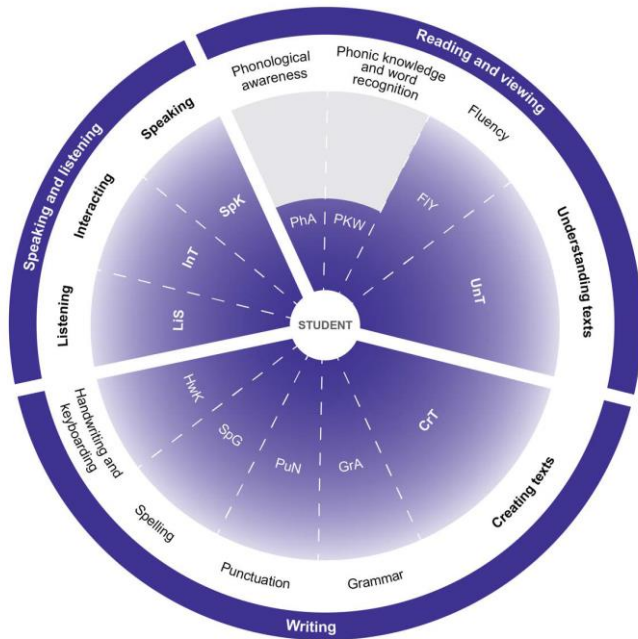 Reading and viewing
Phonological
awareness
Phonic knowledge
and word
recognition
Fluency
Understanding texts
PhA
PKW
FlY
UnT
Speaking and listening
Speaking
Interacting
Listening
SpK
InT
LiS
STUDENT
HwK
SpG
PuN
GrA
CrT
Handwriting and
keyboarding
Spelling
Punctuation
Grammar
Creating texts
Writing